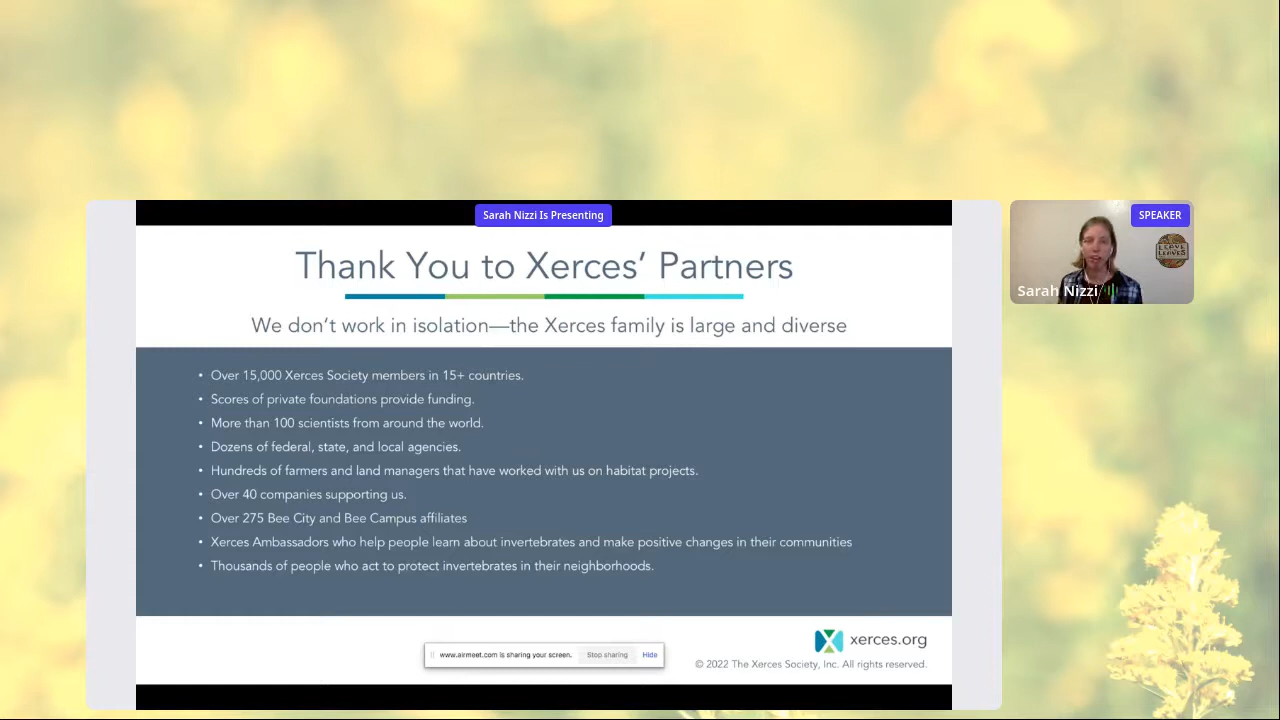 Sarah Nizzi Is Presenting
SPEAKER
Thank You to Xerces’ Partners
We don’t work in isolation—the Xerces family is large and diverse
LEAVE
LEAVES
Sarah Nizzi
• Over 15,000 Xerces Society members in 15+ countries.
• Scores of private foundations provide funding.
• More than 100 scientists from around the world.
• Dozens of federal, state, and local agencies.
• Hundreds of farmers and land managers that have worked with us on habitat projects.
• Over 40 companies supporting us.
• Over 275 Bee City and Bee Campus affiliates
• Xerces Ambassadors who help people learn about invertebrates and make positive changes in their communities
• Thousands of people who act to protect invertebrates in their neighborhoods.
xerces.org
www.airmeet.com is sharing your screen. Stop sharing Hide
© 2022 The Xerces Society, Inc. All rights reserved.